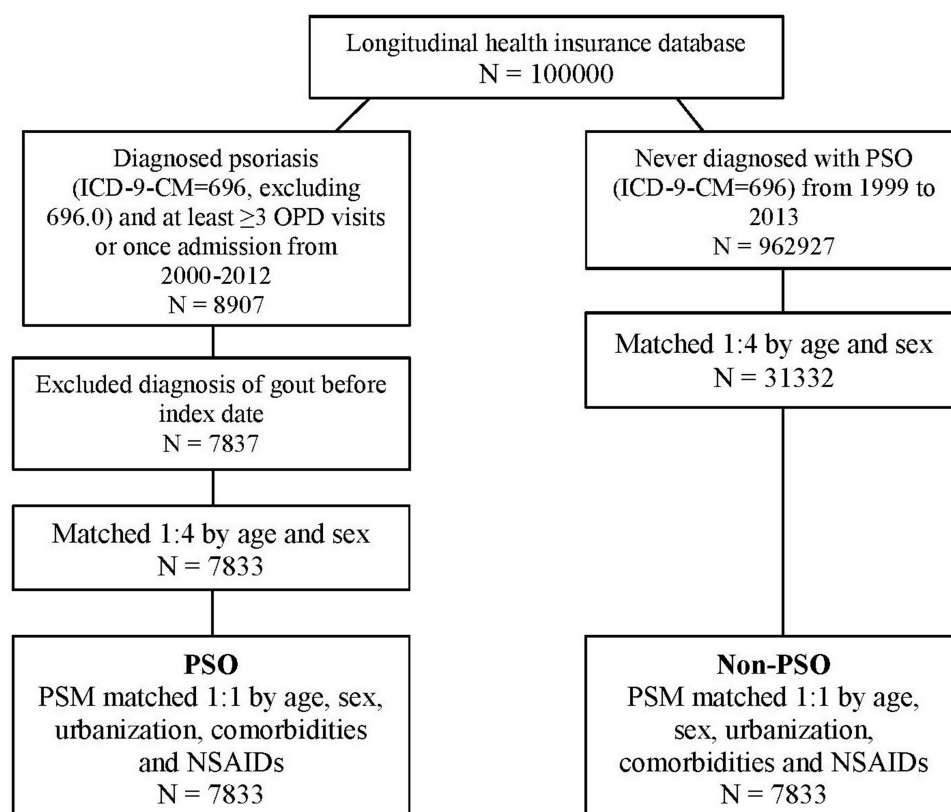 Longitudinal health insurance database
N = 100000
Diagnosed psoriasis
(ICD-9-CM=696, excluding
696.0) and at least ≥3 OPD visits
or once admission from
2000-2012
N = 8907
Never diagnosed with PSO
(ICD-9-CM=696) from 1999 to
2013
N = 962927
Excluded diagnosis of gout before
index date
N = 7837
Matched 1:4 by age and sex
N = 31332
Matched 1:4 by age and sex
N = 7833
PSO
PSM matched 1:1 by age, sex,
urbanization, comorbidities
and NSAIDs
N = 7833
Non-PSO
PSM matched 1:1 by age,
sex, urbanization,
comorbidities and NSAIDs
N = 7833